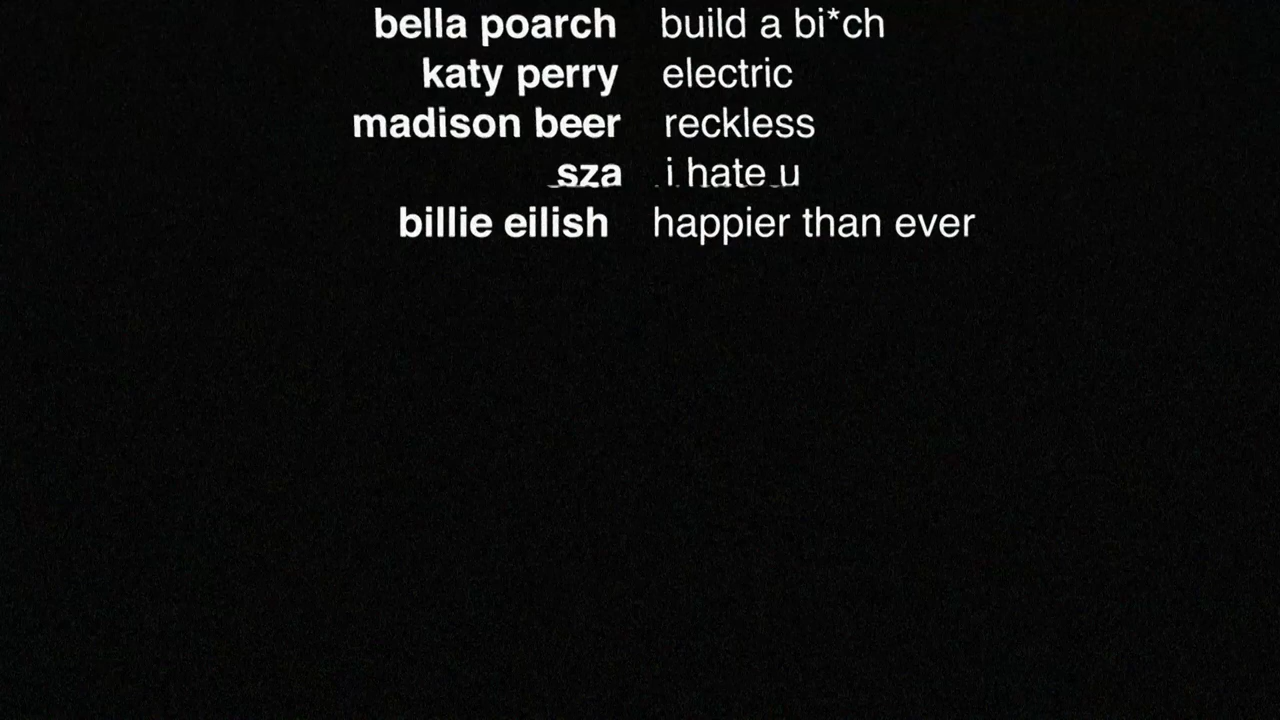 bella poarch build a bi*ch
katy perry electric
madison beer reckless
sza i hate u
billie eilish happier than ever